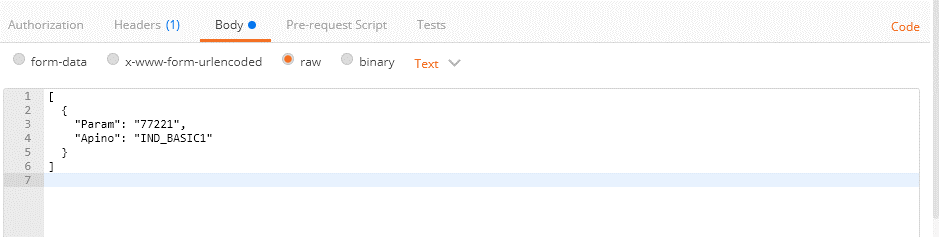 Authorization Headers (1) Body Pre-request Script Tests Code
form-data x-www-form-urlencoded raw binary Text
1 [
2 {
3 "Param": "77221",
4 "Apino": "IND_BASIC1"
5 }
6 ]
7